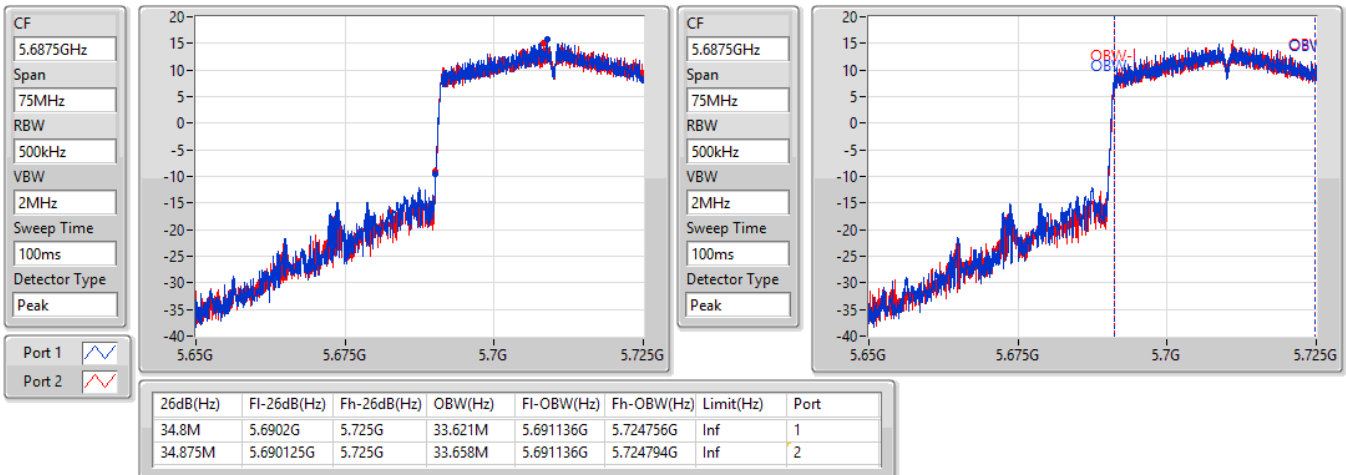 CF
5.6875GHz
Span
75MHz
RBW
500kHz
VBW
2MHz
Sweep Time
100ms
Detector Type
Peak
Port 1
Port 2
20
15
10
5
0
-5
-10
-15
-20
-25
-30
-35
-40
5.65G 5.675G 5.7G 5.725G
CF
5.6875GHz
Span
75MHz
RBW
500kHz
VBW
2MHz
Sweep Time
100ms
Detector Type
Peak
20
15
10
5
0
-5
-10
-15
-20
-25
-30
-35
-40
OBW-l
OBW
OBW
5.65G 5.675G 5.7G 5.725G
26dB(Hz) Fl-26dB(Hz) Fh-26dB(Hz) OBW(Hz) Fl-OBW(Hz) Fh-OBW(Hz) Limit(Hz) Port
34.8M 5.6902G 5.725G 33.621M 5.691136G 5.724756G Inf 1
34.875M 5.690125G 5.725G 33.658M 5.691136G 5.724794G Inf 2